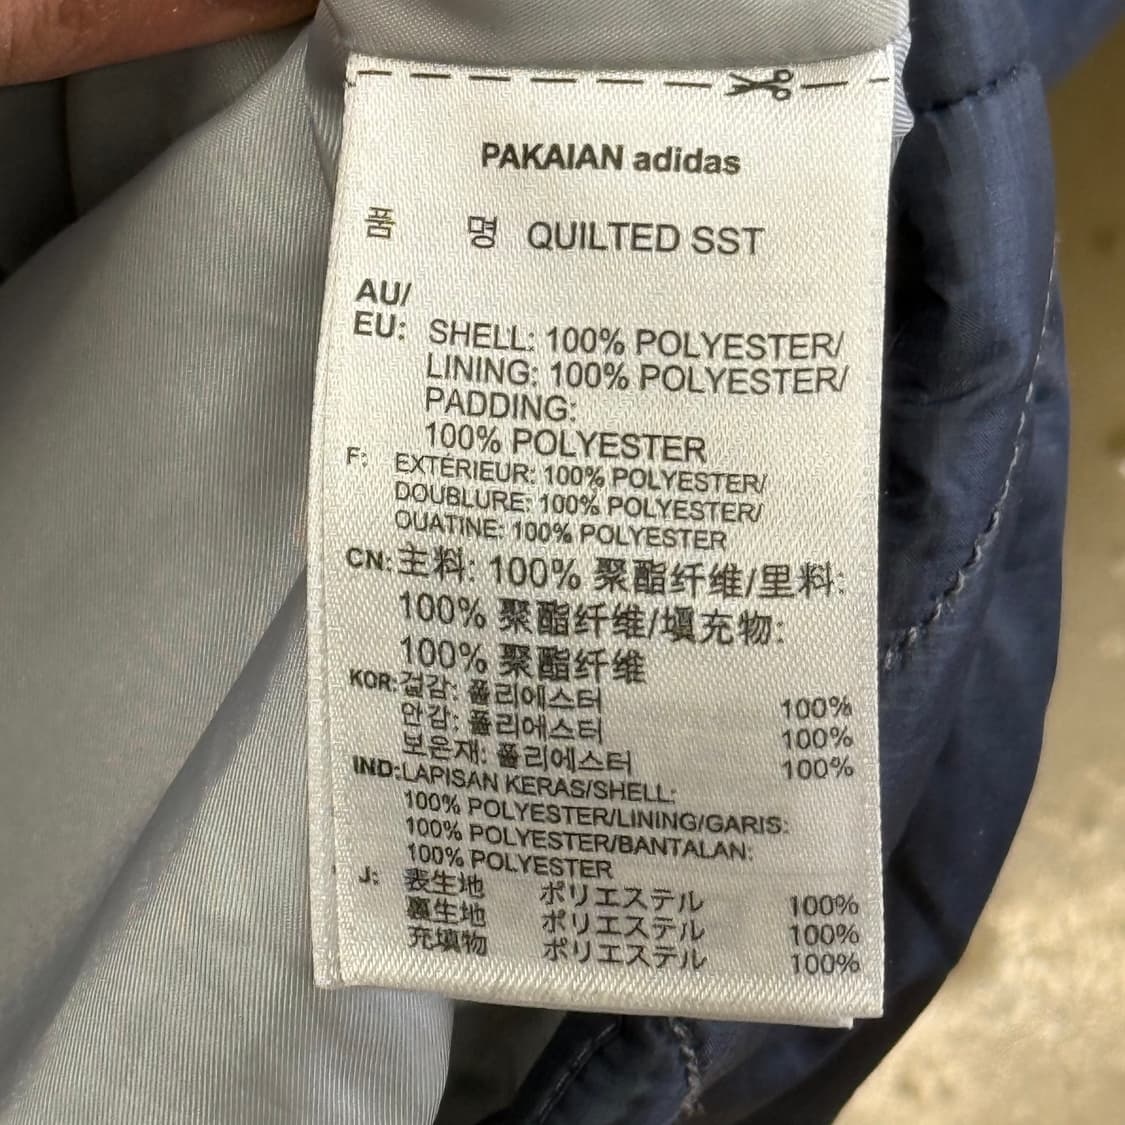 PAKAIAN adidas
품 명 QUILTED SST
AU/
EU: SHELL: 100% POLYESTER/
LINING: 100% POLYESTER/
PADDING:
100% POLYESTER
F: EXTÉRIEUR: 100% POLYESTER/
DOUBLURE: 100% POLYESTER/
OUATINE: 100% POLYESTER
CN: 主料: 100% 聚酯纤维/里料:
100% 聚酯纤维/填充物:
100% 聚酯纤维
KOR: 겉감: 폴리에스터 100%
안감: 폴리에스터 100%
보온재: 폴리에스터 100%
IND: LAPISAN KERAS/SHELL:
100% POLYESTER/LINING/GARIS:
100% POLYESTER/BANTALAN:
100% POLYESTER
J: 表生地 ポリエステル 100%
裏生地 ポリエステル 100%
充填物 ポリエステル 100%